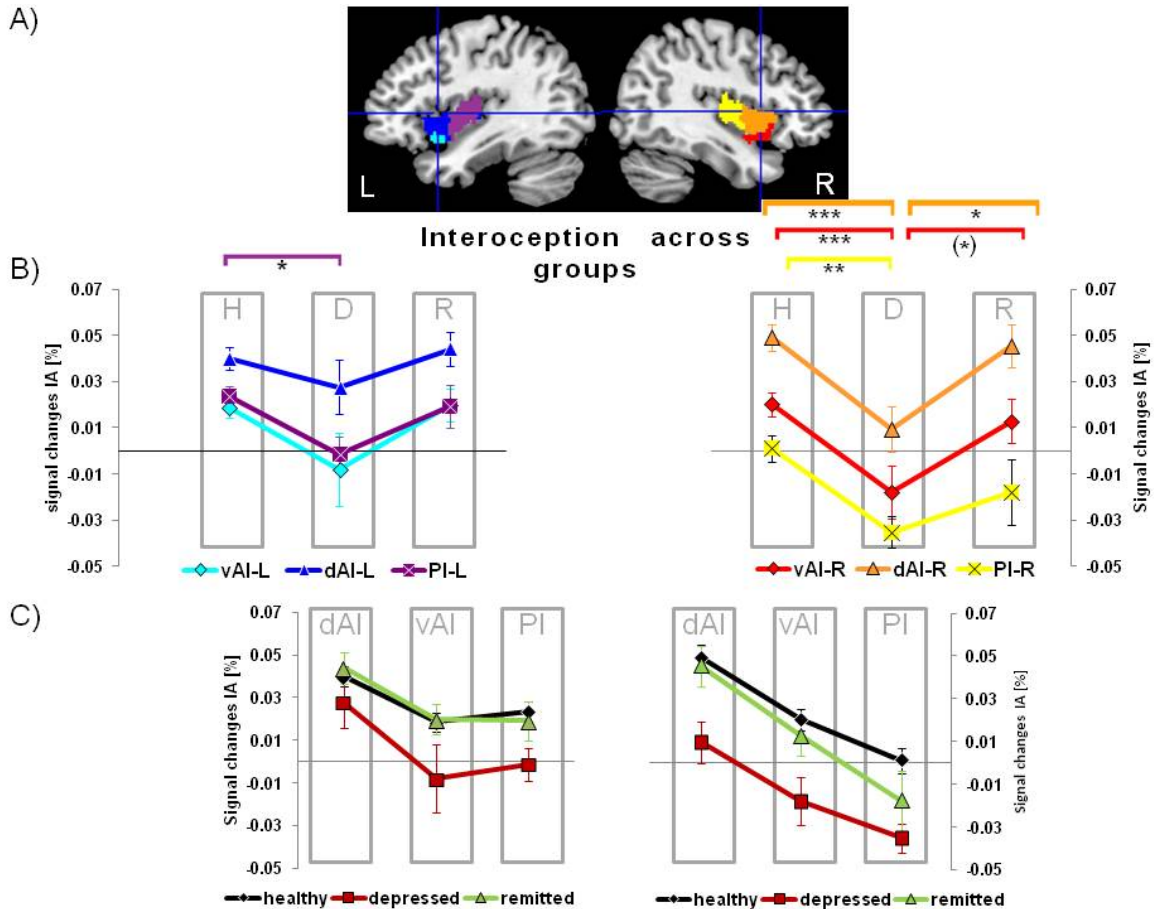 A)
L
R
*** *
Interoception across
*** (*)
groups
* **
B)
signal changes IA [%]
0.07
0.05
0.03
0.01
-0.01
-0.03
-0.05
H D R
vAI-L dAI-L PI-L
H D R
0.07
0.05
0.03
0.01
-0.01
-0.03
-0.05
Signal changes IA [%]
vAI-R dAI-R PI-R
C)
Signal changes IA [%]
0.07
0.05
0.03
0.01
-0.01
-0.03
-0.05
dAI vAI PI
healthy depressed remitted
dAI vAI PI
0.07
0.05
0.03
0.01
-0.01
-0.03
-0.05
Signal changes IA [%]
healthy depressed remitted